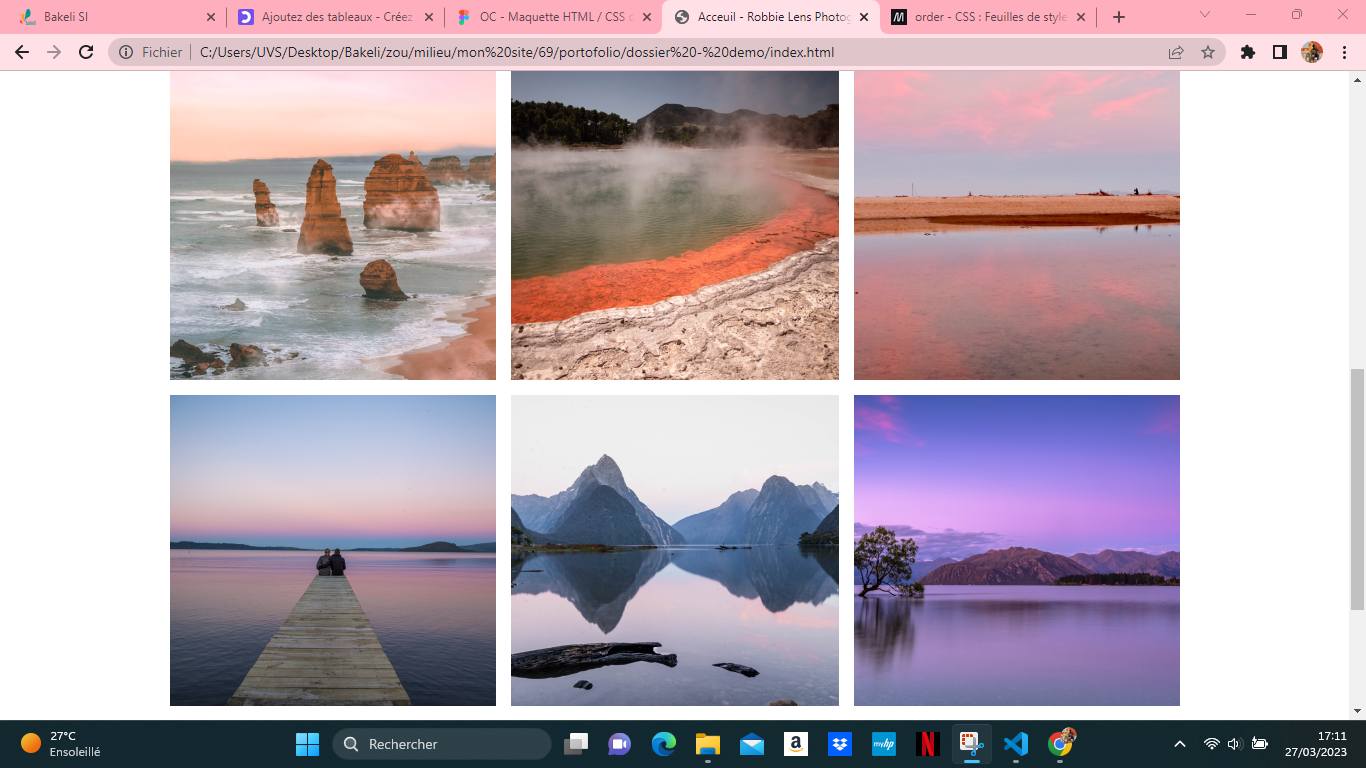 Bakeli SI
Ajoutez des tableaux - Créez
OC - Maquette HTML / CSS
Acceuil - Robbie Lens Photog
order - CSS : Feuilles de style
Fichier
C:/Users/UVS/Desktop/Bakeli/zou/milieu/mon%20site/69/portofolio/dossier%20-%20demo/index.html
27°C
Ensoleillé
Rechercher
a
myhp
N
17:11
27/03/2023